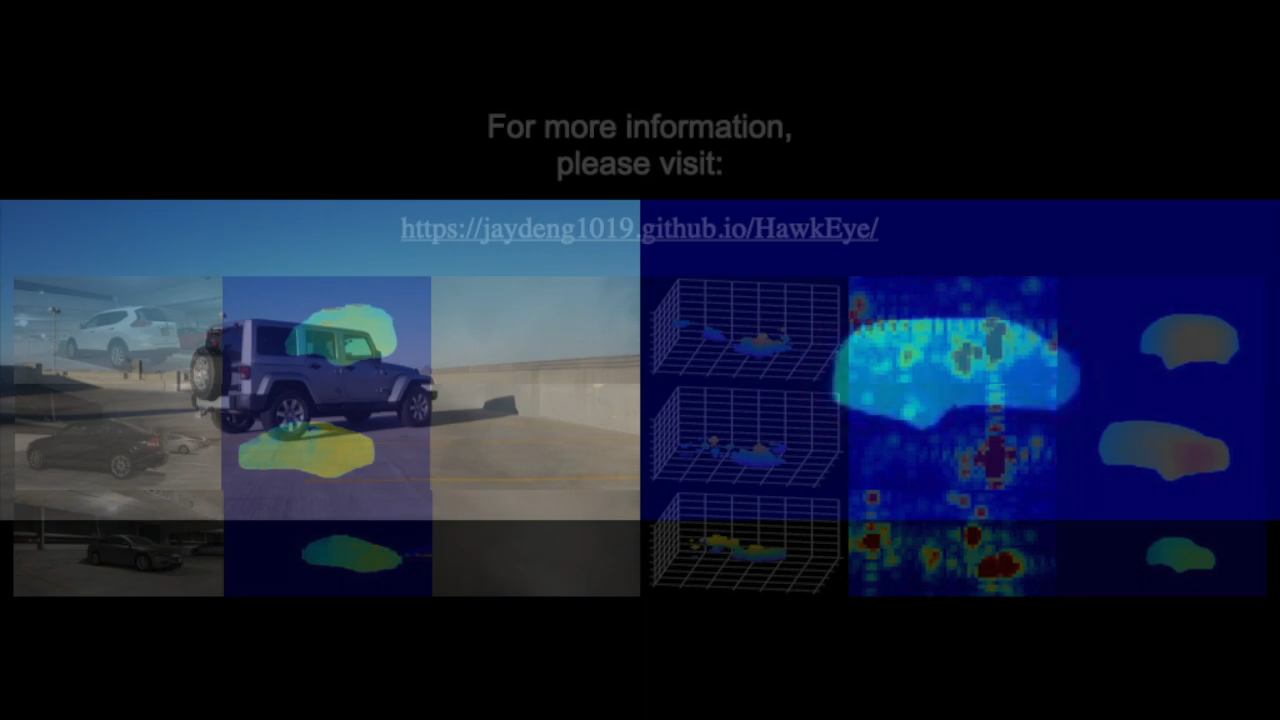 For more information,
please visit:
https://jaydeng1019.github.io/HawkEye/